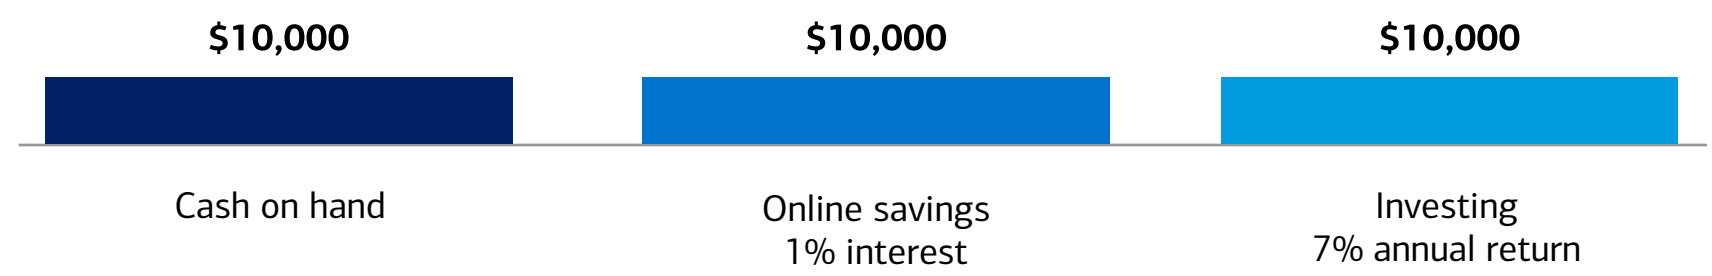 $10,000
$10,000
$10,000
Cash on hand
Online savings
1% interest
Investing
7% annual return